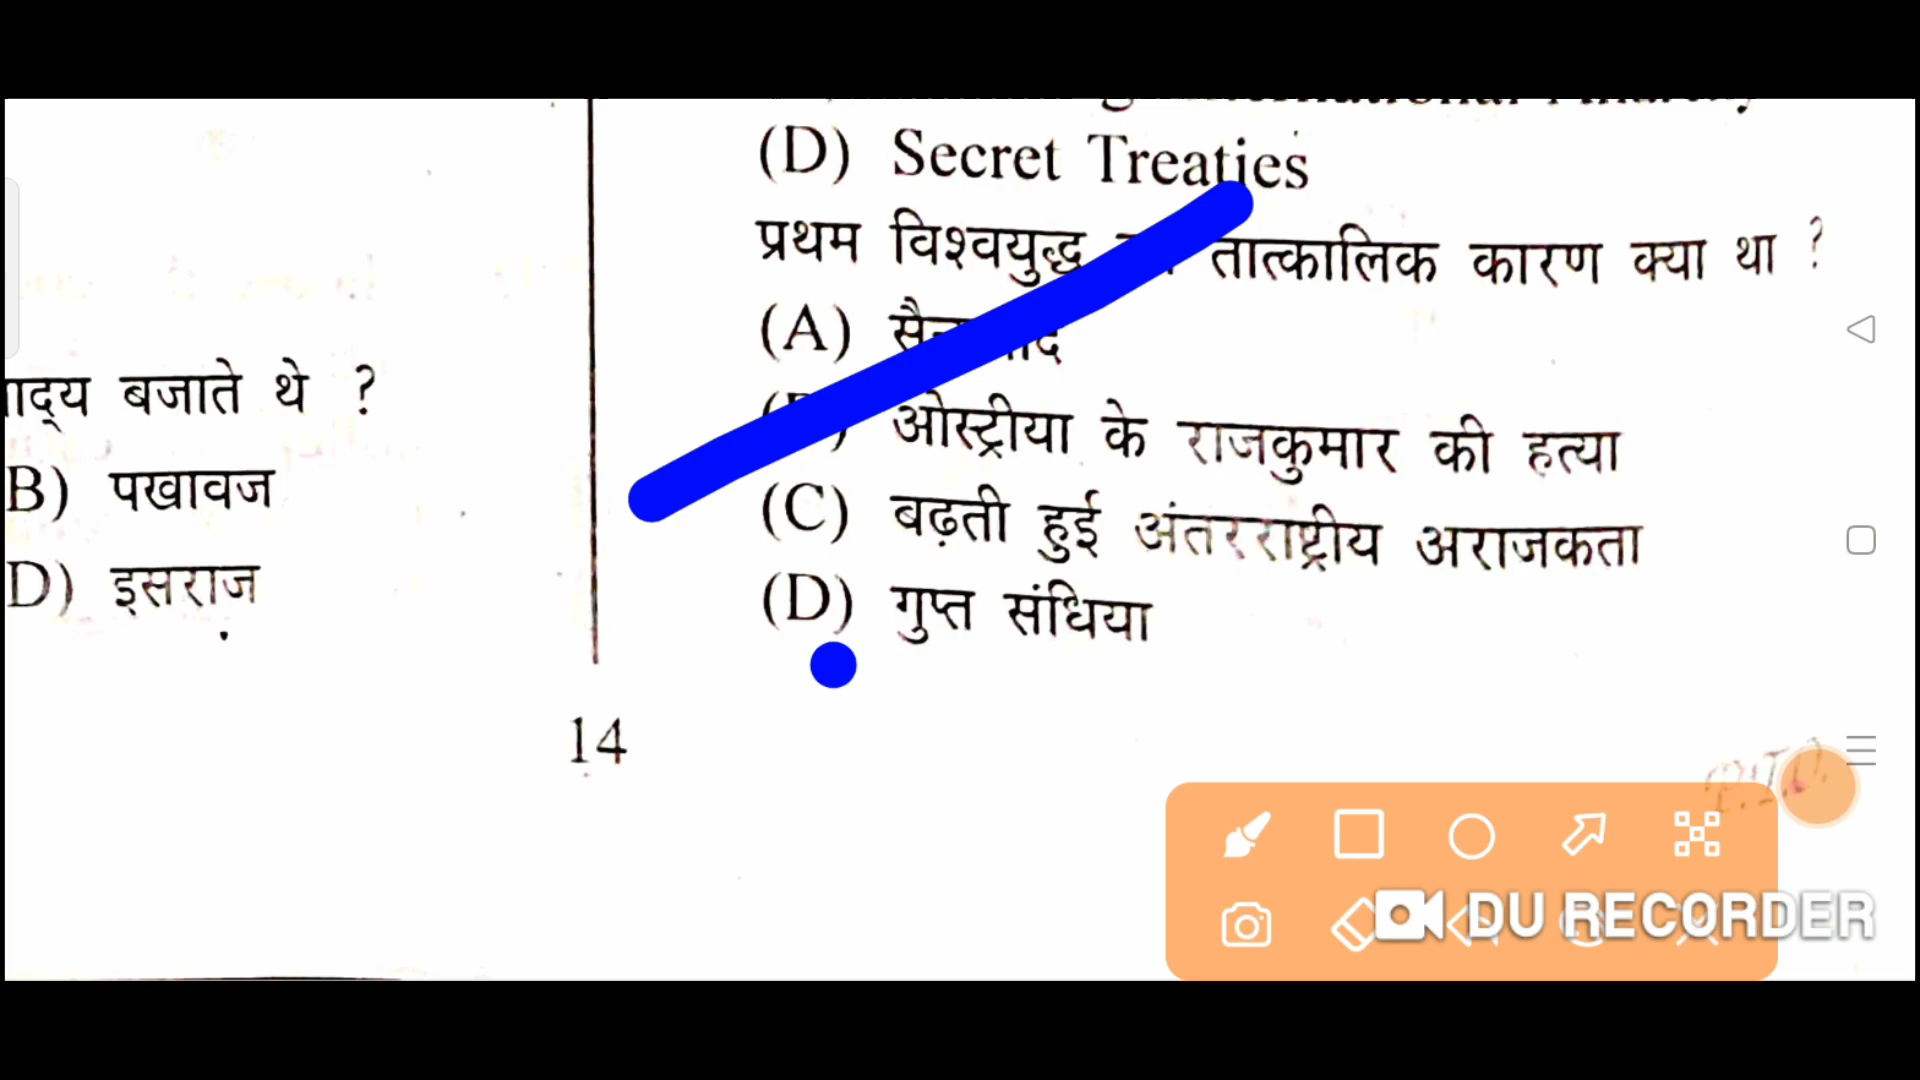 ाद्य बजाते थे ?
B) पखावज
D) इसराज
(D) Secret Treaties
प्रथम विश्वयुद्ध तात्कालिक कारण क्या था ?
(A)
ओस्ट्रीया के राजकुमार की हत्या
(C) बढ़ती हुई अंतरराष्ट्रीय अराजकता
(D) गुप्त संधिया
14
DU RECORDER